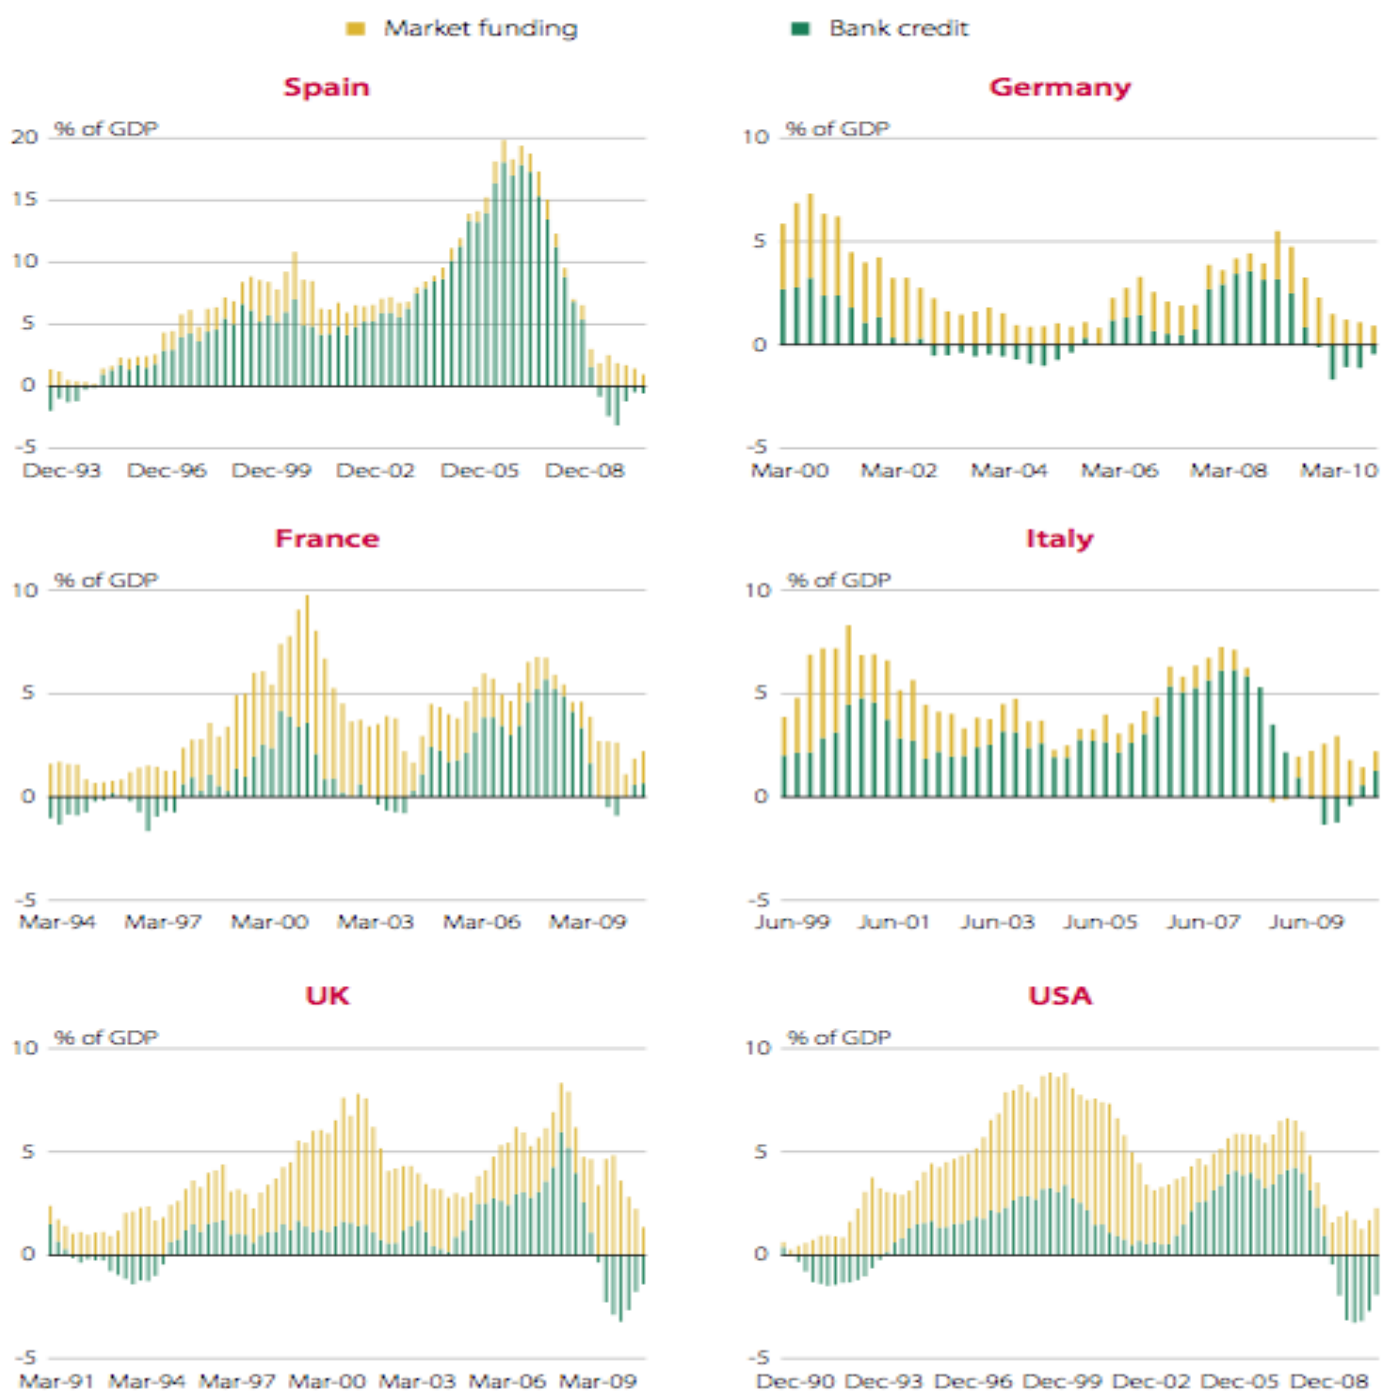 Market funding
Bank credit
Spain
% of GDP
20
15
10
5
0
-5
Dec-93 Dec-96 Dec-99 Dec-02 Dec-05 Dec-08
Germany
% of GDP
10
5
0
-5
Mar-00 Mar-02 Mar-04 Mar-06 Mar-08 Mar-10
France
% of GDP
10
5
0
-5
Mar-94 Mar-97 Mar-00 Mar-03 Mar-06 Mar-09
Italy
% of GDP
10
5
0
-5
Jun-99 Jun-01 Jun-03 Jun-05 Jun-07 Jun-09
UK
% of GDP
10
5
0
-5
Mar-91 Mar-94 Mar-97 Mar-00 Mar-03 Mar-06 Mar-09
USA
% of GDP
10
5
0
-5
Dec-90 Dec-93 Dec-96 Dec-99 Dec-02 Dec-05 Dec-08